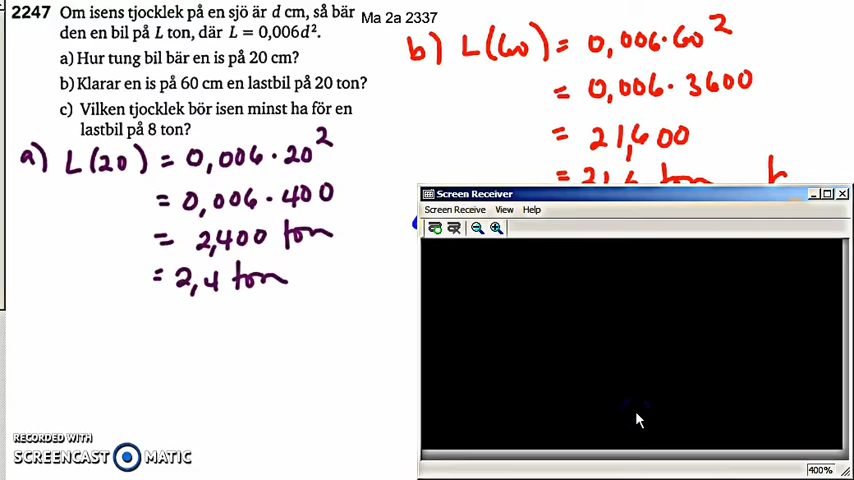 2247 Om isens tjocklek på en sjö är d cm, så bär
den en bil på L ton, där L = 0,006d².
a) Hur tung bil bär en is på 20 cm?
b) Klarar en is på 60 cm en lastbil på 20 ton?
c) Vilken tjocklek bör isen minst ha för en
lastbil på 8 ton?
Ma 2a 2337
a) L(20) = 0,006·20²
= 0,006·400
= 2,400 ton
= 2,4 ton
b) L(60) = 0,006·60²
= 0,006·3600
= 21,600
= 21,6 ton
Screen Receiver
Screen Receive View Help
400%
RECORDED WITH
SCREENCAST MATIC